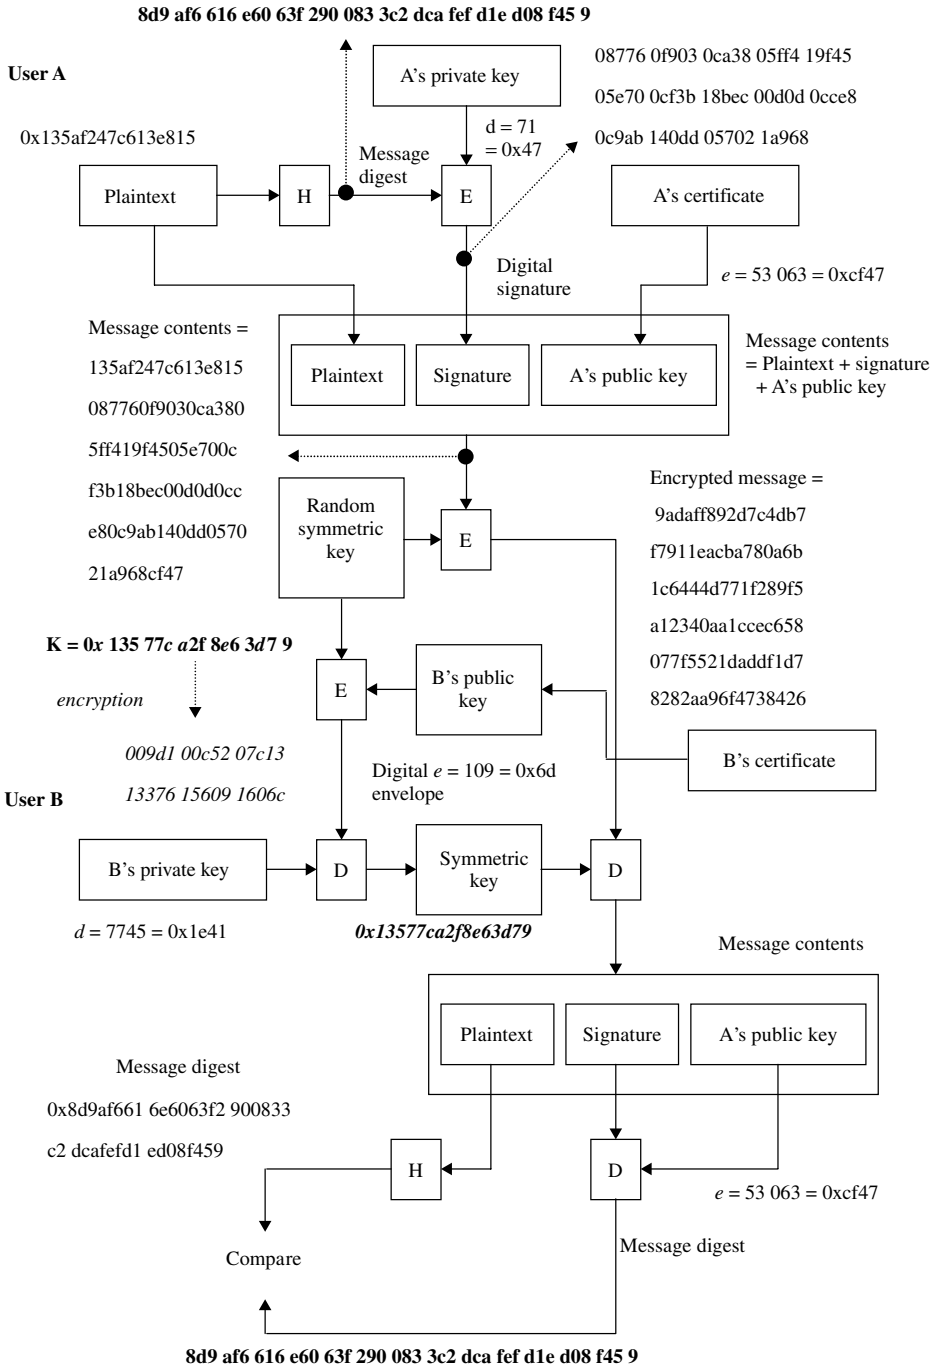 8d9 af6 616 e60 63f 290 083 3c2 dca fef d1e d08 f45 9
User A
A's private key
08776 0f903 0ca38 05ff4 19f45
05e70 0cf3b 18bec 00d0d 0cce8
0c9ab 140dd 05702 1a968
0x135af247c613e815
d = 71
= 0x47
Message
digest
Plaintext
H
E
A's certificate
Digital
signature
e = 53 063 = 0xcf47
Message contents =
135af247c613e815
087760f9030ca380
5ff419f4505e700c
f3b18bec00d0d0cc
e80c9ab140dd0570
21a968cf47
Plaintext
Signature
A's public key
Message contents
= Plaintext + signature
+ A's public key
Random
symmetric
key
E
Encrypted message =
9adaff892d7c4db7
f7911eacba780a6b
1c6444d771f289f5
a12340aa1ccec658
077f5521daddf1d7
8282aa96f4738426
K = 0x 135 77c a2f 8e6 3d7 9
encryption
009d1 00c52 07c13
13376 15609 1606c
E
B's public
key
B's certificate
Digital e = 109 = 0x6d
envelope
User B
B's private key
D
Symmetric
key
D
d = 7745 = 0x1e41
0x13577ca2f8e63d79
Message contents
Plaintext
Signature
A's public key
Message digest
0x8d9af661 6e6063f2 900833
c2 dcafefd1 ed08f459
H
D
e = 53 063 = 0xcf47
Compare
Message digest
8d9 af6 616 e60 63f 290 083 3c2 dca fef d1e d08 f45 9